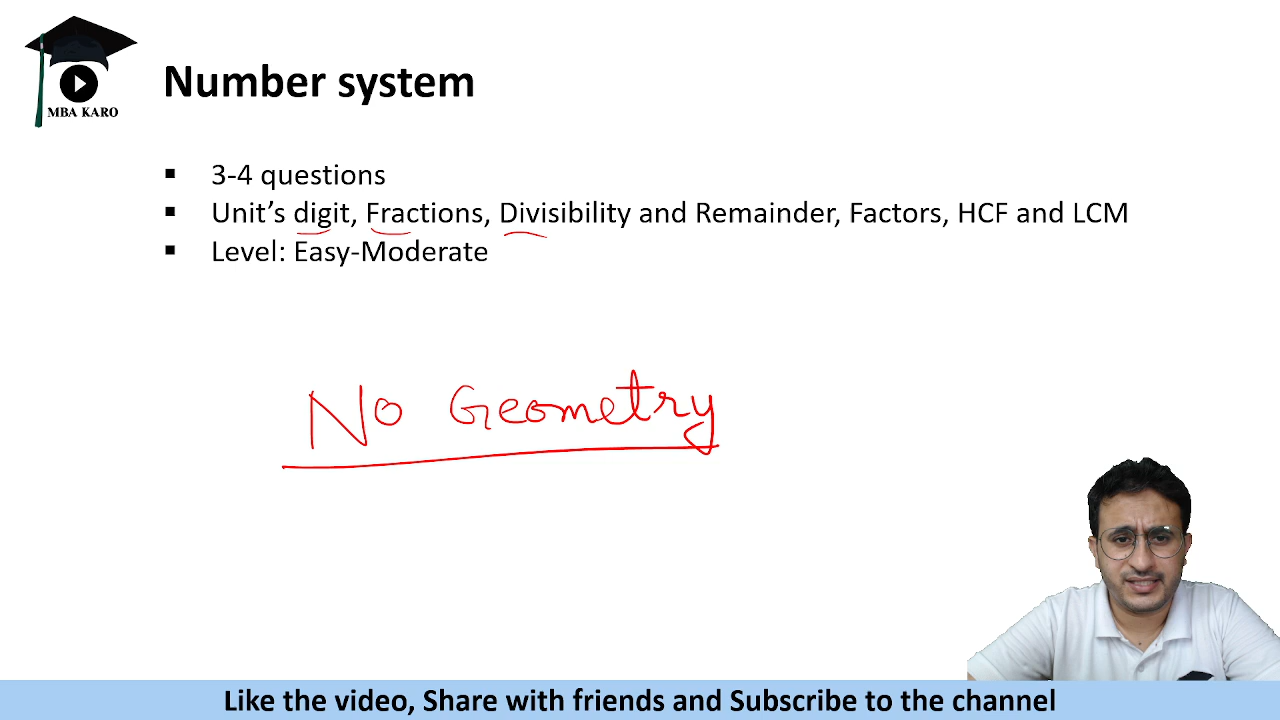 MBA KARO
Number system
▪ 3-4 questions
▪ Unit's digit, Fractions, Divisibility and Remainder, Factors, HCF and LCM
▪ Level: Easy-Moderate
No Geometry
Like the video, Share with friends and Subscribe to the channel